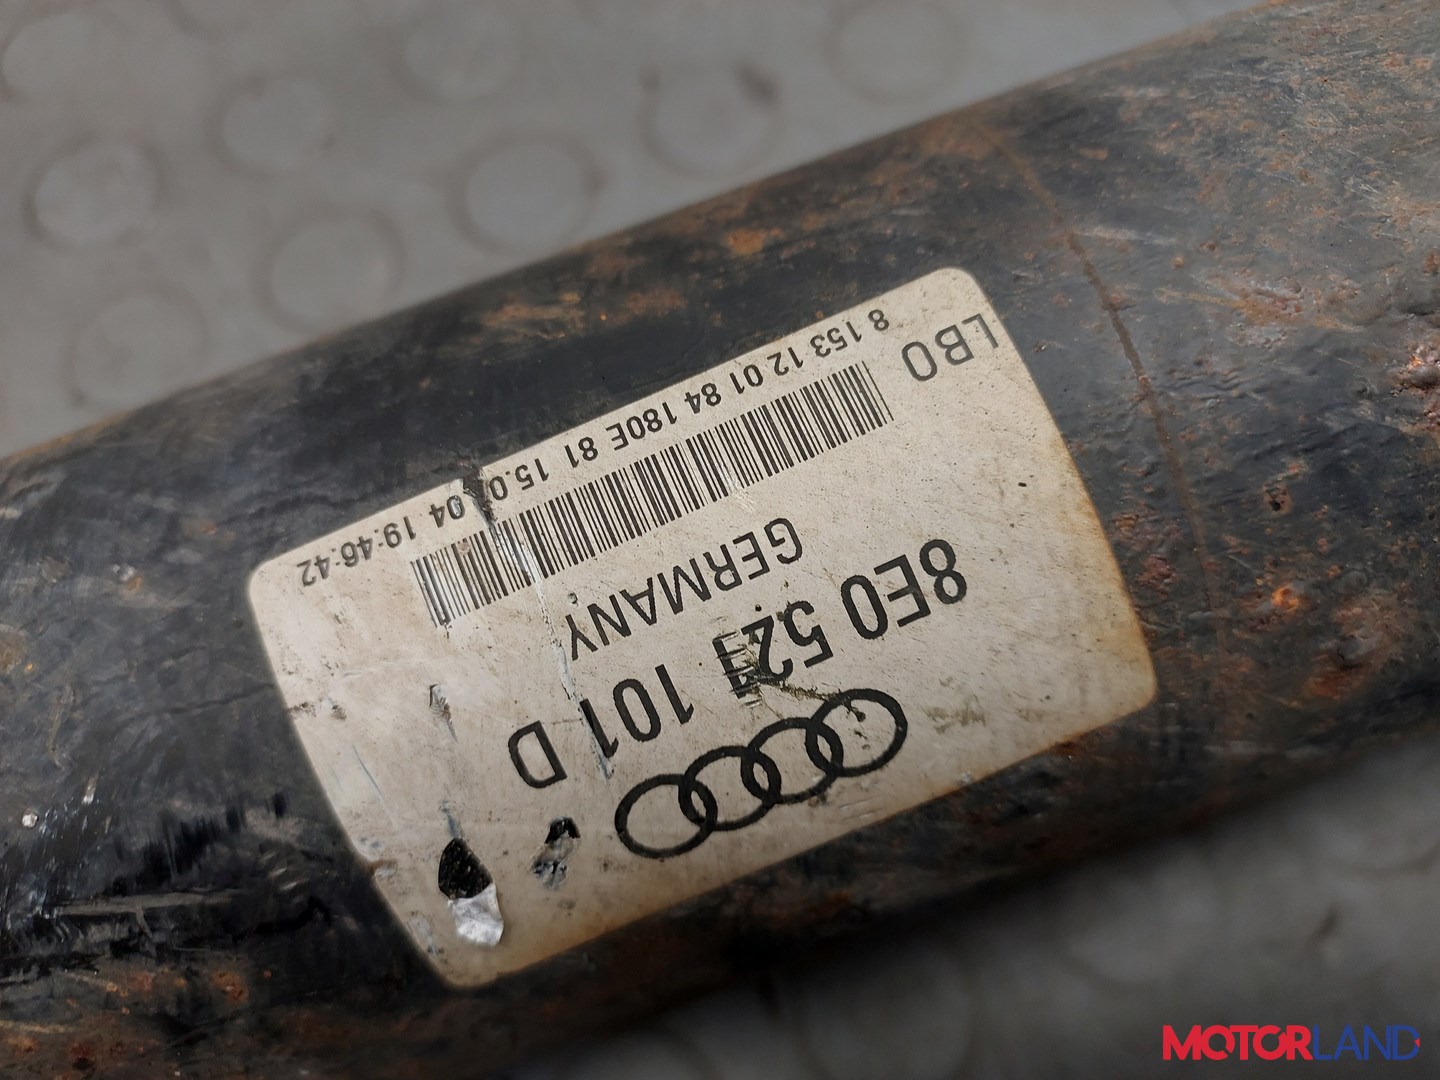 8E0 521 101 D
GERMANY
LBO
8 153 12 01 84 180E 81 15.0 04 19:46:42
MOTORLAND